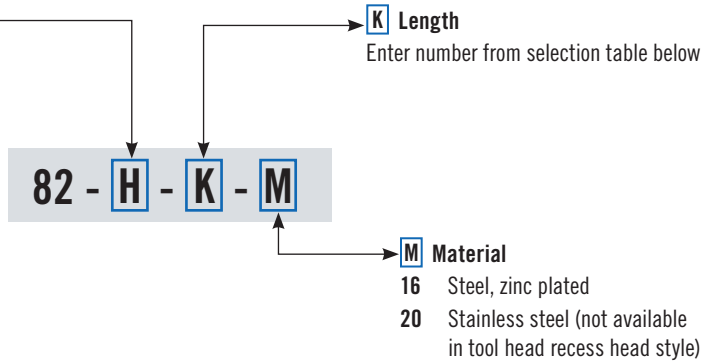 K Length
Enter number from selection table below
82 - H - K - M
M Material
16 Steel, zinc plated
20 Stainless steel (not available
in tool head recess head style)